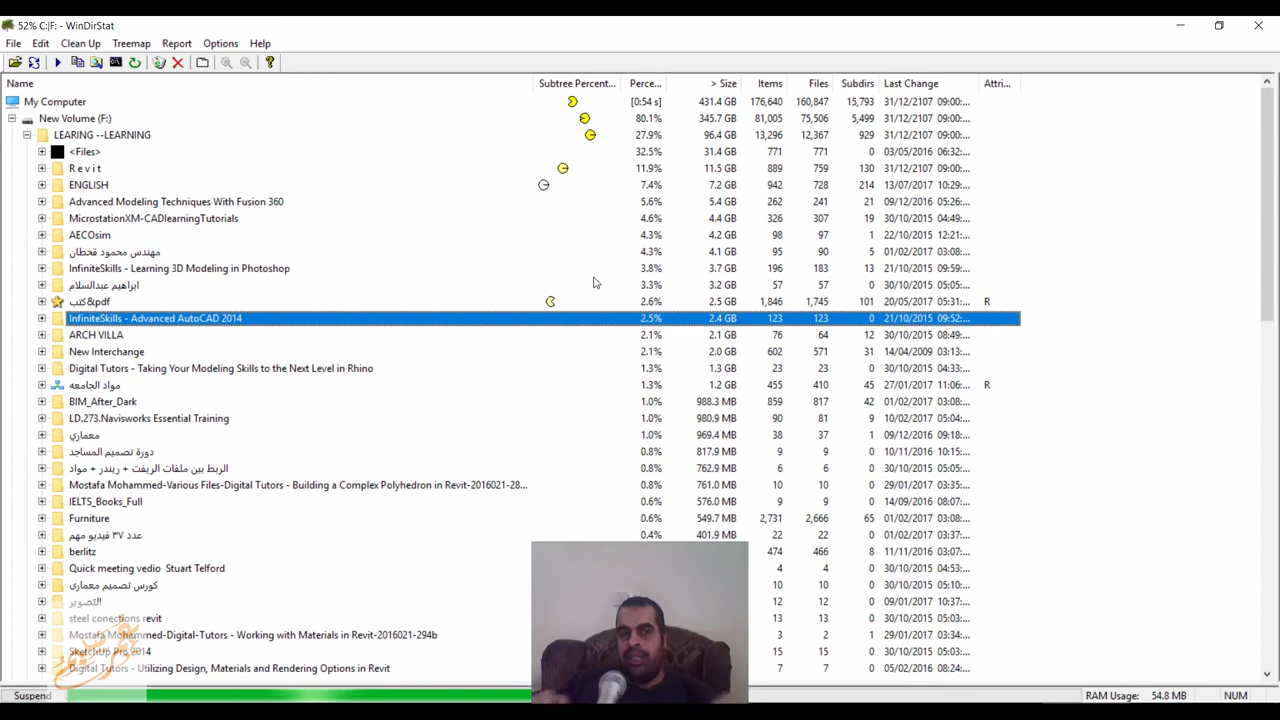 52% C:|F: - WinDirStat
File Edit Clean Up Treemap Report Options Help
Name Subtree Percent... Perce... > Size Items Files Subdirs Last Change Attri...
My Computer [0:54 s] 431.4 GB 176,640 160,847 15,793 31/12/2107 09:00:...
New Volume (F:) 80.1% 345.7 GB 81,005 75,506 5,499 31/12/2107 09:00:...
LEARING --LEARNING 27.9% 96.4 GB 13,296 12,367 929 31/12/2107 09:00:...
<Files> 32.5% 31.4 GB 771 771 0 03/05/2016 06:32:...
R e v i t 11.9% 11.5 GB 889 759 130 31/12/2107 09:00:...
ENGLISH 7.4% 7.2 GB 942 728 214 13/07/2017 10:29:...
Advanced Modeling Techniques With Fusion 360 5.6% 5.4 GB 262 241 21 09/12/2016 05:26:...
MicrostationXM-CADlearningTutorials 4.6% 4.4 GB 326 307 19 30/10/2015 04:49:...
AECOsim 4.3% 4.2 GB 98 97 1 22/10/2015 12:21:...
مهندس محمود قحطان 4.3% 4.1 GB 95 90 5 01/02/2017 03:08:...
InfiniteSkills - Learning 3D Modeling in Photoshop 3.8% 3.7 GB 196 183 13 21/10/2015 09:59:...
ابراهيم عبدالسلام 3.3% 3.2 GB 57 57 0 30/10/2015 05:05:...
كتب&pdf 2.6% 2.5 GB 1,846 1,745 101 20/05/2017 05:31:... R
InfiniteSkills - Advanced AutoCAD 2014 2.5% 2.4 GB 123 123 0 21/10/2015 09:52:...
ARCH VILLA 2.1% 2.1 GB 76 64 12 30/10/2015 08:49:...
New Interchange 2.1% 2.0 GB 602 571 31 14/04/2009 03:13:...
Digital Tutors - Taking Your Modeling Skills to the Next Level in Rhino 1.3% 1.3 GB 23 23 0 30/10/2015 04:33:...
مواد الجامعه 1.3% 1.2 GB 455 410 45 27/01/2017 11:06:... R
BIM_After_Dark 1.0% 988.3 MB 859 817 42 01/02/2017 03:08:...
LD.273.Navisworks Essential Training 1.0% 980.9 MB 90 81 9 10/02/2017 05:04:...
معماري 1.0% 969.4 MB 38 37 1 09/12/2016 09:18:...
دورة تصميم المساجد 0.8% 817.9 MB 9 9 0 10/11/2016 10:15:...
الربط بين ملفات الريفت + ريندر + مواد 0.8% 762.9 MB 6 6 0 30/10/2015 05:05:...
Mostafa Mohammed-Various Files-Digital Tutors - Building a Complex Polyhedron in Revit-2016021-28... 0.8% 761.0 MB 10 10 0 29/01/2017 03:35:...
IELTS_Books_Full 0.6% 576.0 MB 9 9 0 14/09/2016 08:07:...
Furniture 0.6% 549.7 MB 2,731 2,666 65 01/02/2017 03:08:...
عدد ٣٧ فيديو مهم 0.4% 401.9 MB 22 22 0 01/02/2017 03:37:...
berlitz 474 466 8 11/11/2016 03:06:...
Quick meeting vedio Stuart Telford 4 4 0 30/10/2015 04:53:...
كورس تصميم معمارى 10 10 0 30/10/2015 05:10:...
التصوير 12 12 0 09/01/2017 10:37:...
steel conections revit 13 13 0 30/10/2015 05:03:...
Mostafa Mohammed-Digital-Tutors - Working with Materials in Revit-2016021-294b 3 2 1 29/01/2017 03:34:...
SketchUp Pro 2014 15 15 0 30/10/2015 05:03:...
Digital Tutors - Utilizing Design, Materials and Rendering Options in Revit 7 7 0 05/02/2016 08:24:...
Suspend RAM Usage: 54.8 MB NUM